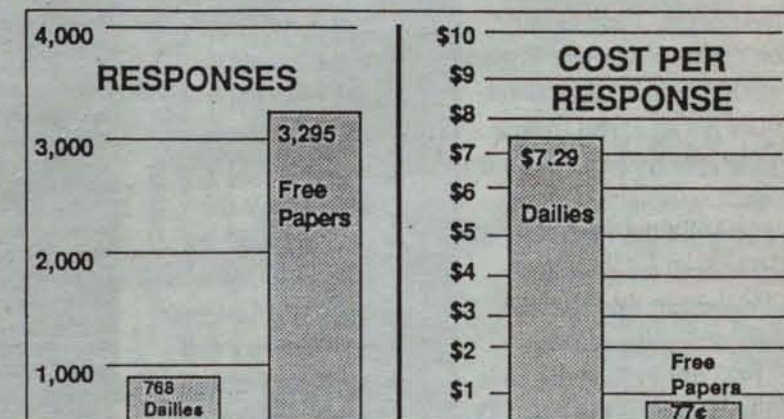 RESPONSES
4,000
3,000
2,000
1,000
3,295
Free
Papers
768
Dailies
COST PER
RESPONSE
$10
$9
$8
$7
$6
$5
$4
$3
$2
$1
$7.29
Dailies
Free
Papers
77¢